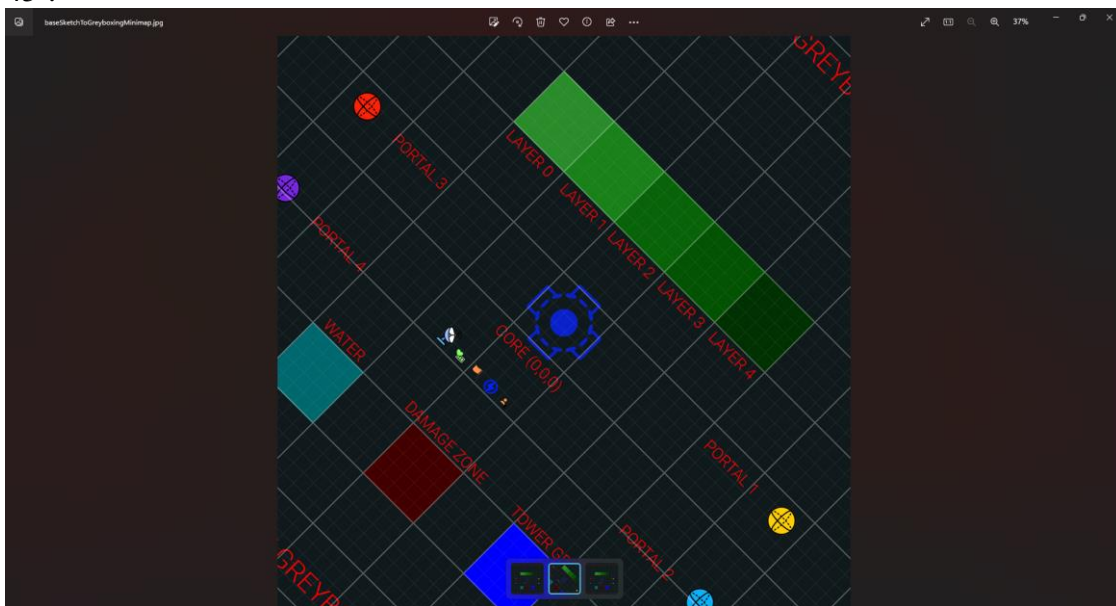 baseSketchToGreyboxingMinimap.jpg
37%
GREYB
PORTAL 3
LAYER 0
LAYER 1
PORTAL 4
LAYER 2
LAYER 3
WATER
CORE (0,0,0)
LAYER 4
DAMAGE ZONE
PORTAL 1
TOWER GR
PORTAL 2
GREYB